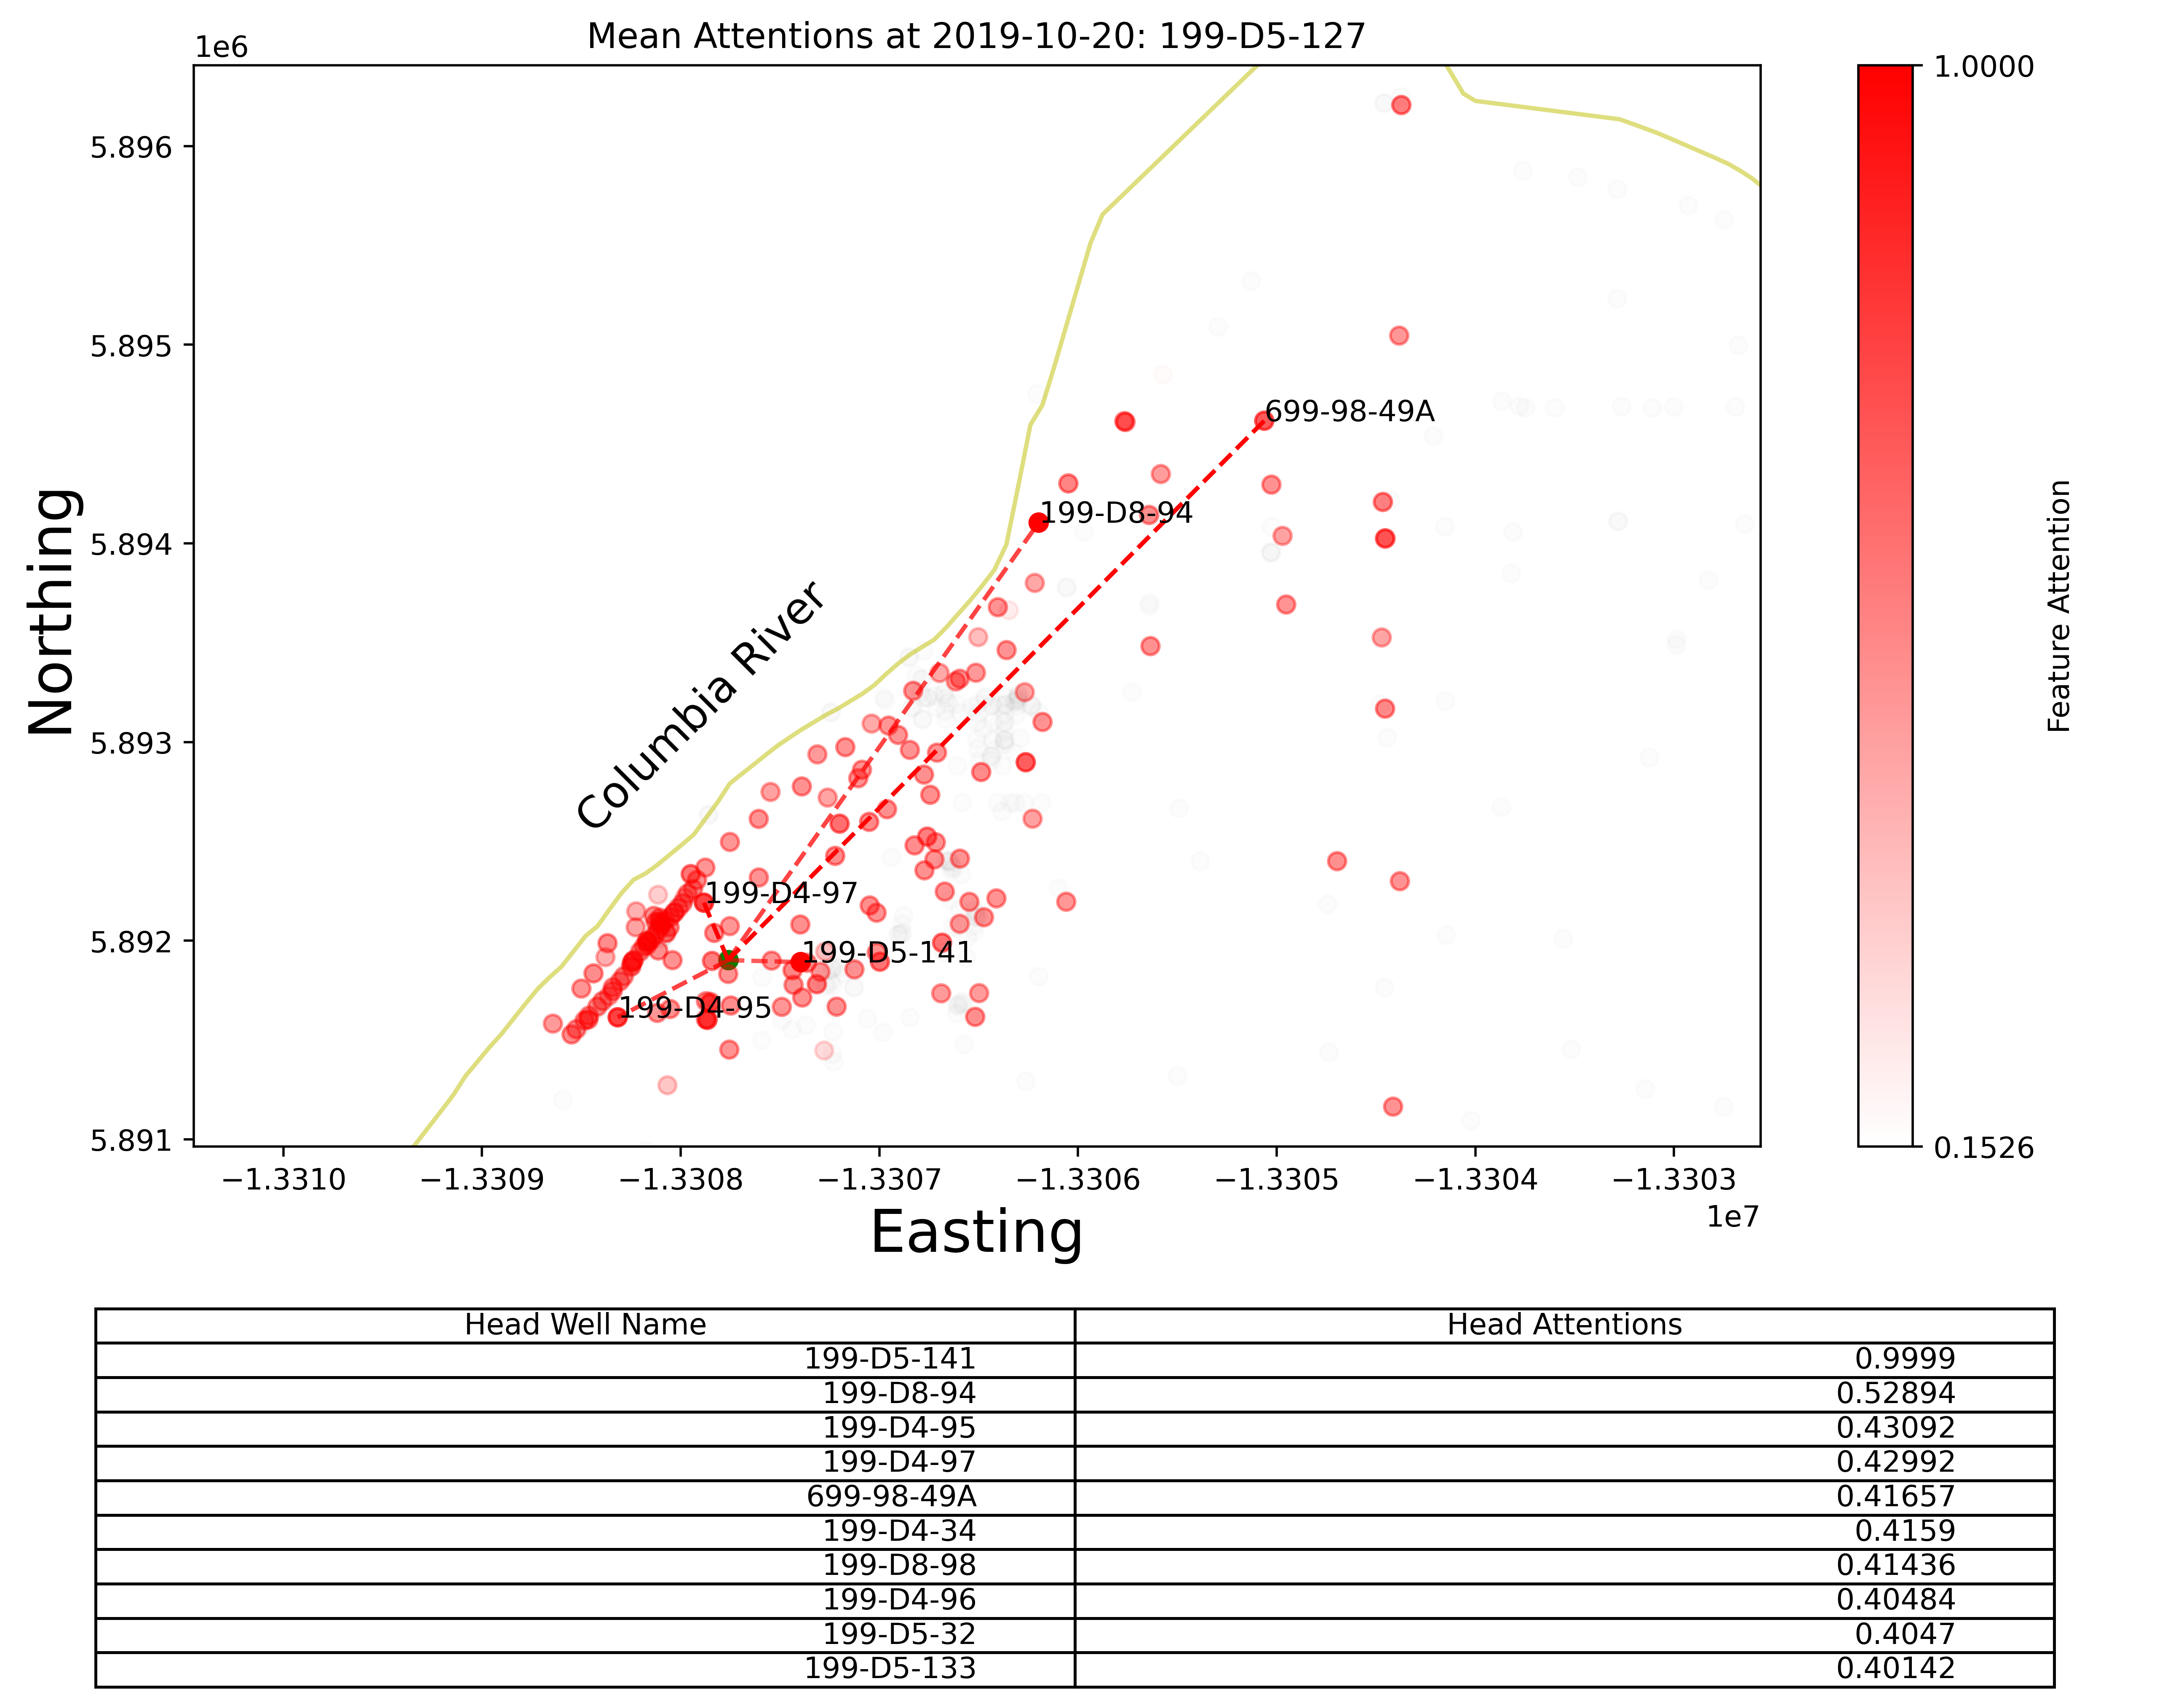 Mean Attentions at 2019-10-20: 199-D5-127
1e6
1.0000
5.896
5.895
5.894
5.893
5.892
5.891
Northing
Columbia River
699-98-49A
199-D8-94
199-D4-97
199-D5-141
199-D4-95
Feature Attention
0.1526
−1.3310 −1.3309 −1.3308 −1.3307 −1.3306 −1.3305 −1.3304 −1.3303
1e7
Easting
Head Well Name Head Attentions
199-D5-141 0.9999
199-D8-94 0.52894
199-D4-95 0.43092
199-D4-97 0.42992
699-98-49A 0.41657
199-D4-34 0.4159
199-D8-98 0.41436
199-D4-96 0.40484
199-D5-32 0.4047
199-D5-133 0.40142